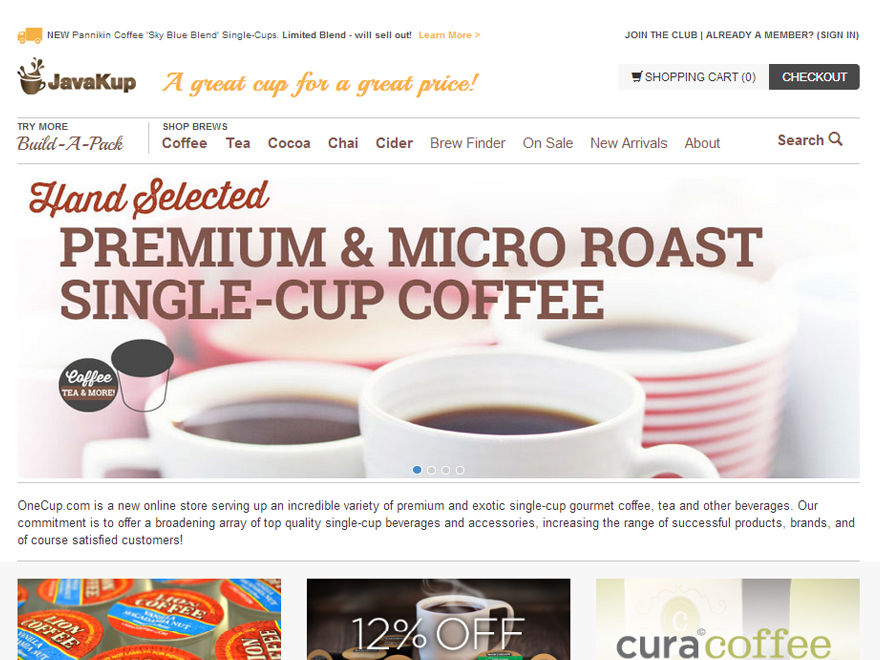 NEW Pannikin Coffee 'Sky Blue Blend' Single-Cups. Limited Blend - will sell out! Learn More >
JOIN THE CLUB | ALREADY A MEMBER? (SIGN IN)
JavaKup
A great cup for a great price!
SHOPPING CART (0)
CHECKOUT
TRY MORE
Build-A-Pack
SHOP BREWS
Coffee Tea Cocoa Chai Cider Brew Finder On Sale New Arrivals About
Search
Hand Selected
PREMIUM & MICRO ROAST
SINGLE-CUP COFFEE
Coffee
TEA & MORE!
OneCup.com is a new online store serving up an incredible variety of premium and exotic single-cup gourmet coffee, tea and other beverages. Our
commitment is to offer a broadening array of top quality single-cup beverages and accessories, increasing the range of successful products, brands, and
of course satisfied customers!
LION COFFEE
VANILLA MACADAMIA NUT
LION COFFEE
12% OFF
C
cura© coffee